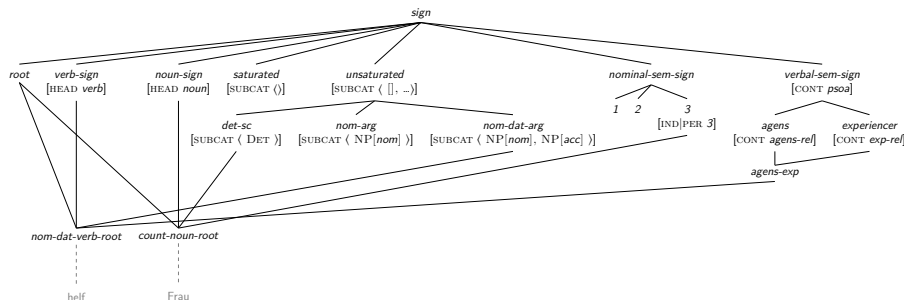 sign
root verb-sign noun-sign saturated unsaturated nominal-sem-sign verbal-sem-sign
[HEAD verb] [HEAD noun] [SUBCAT ⟨⟩] [SUBCAT ⟨ [], ...⟩] [CONT psoa]
1 2 3
det-sc nom-arg nom-dat-arg [IND|PER 3] agens experiencer
[SUBCAT ⟨ DET ⟩] [SUBCAT ⟨ NP[nom] ⟩] [SUBCAT ⟨ NP[nom], NP[acc] ⟩] [CONT agens-rel] [CONT exp-rel]
agens-exp
nom-dat-verb-root count-noun-root
helf Frau